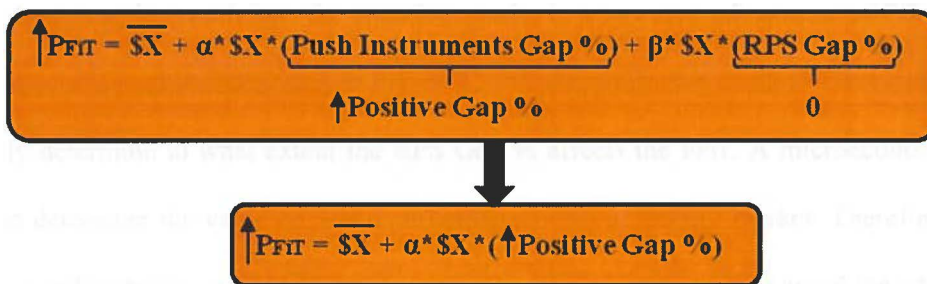 ↑PFIT = $X + α*$X*(Push Instruments Gap %) + β*$X*(RPS Gap %)
↑Positive Gap % 0
↑PFIT = $X + α*$X*(↑Positive Gap %)